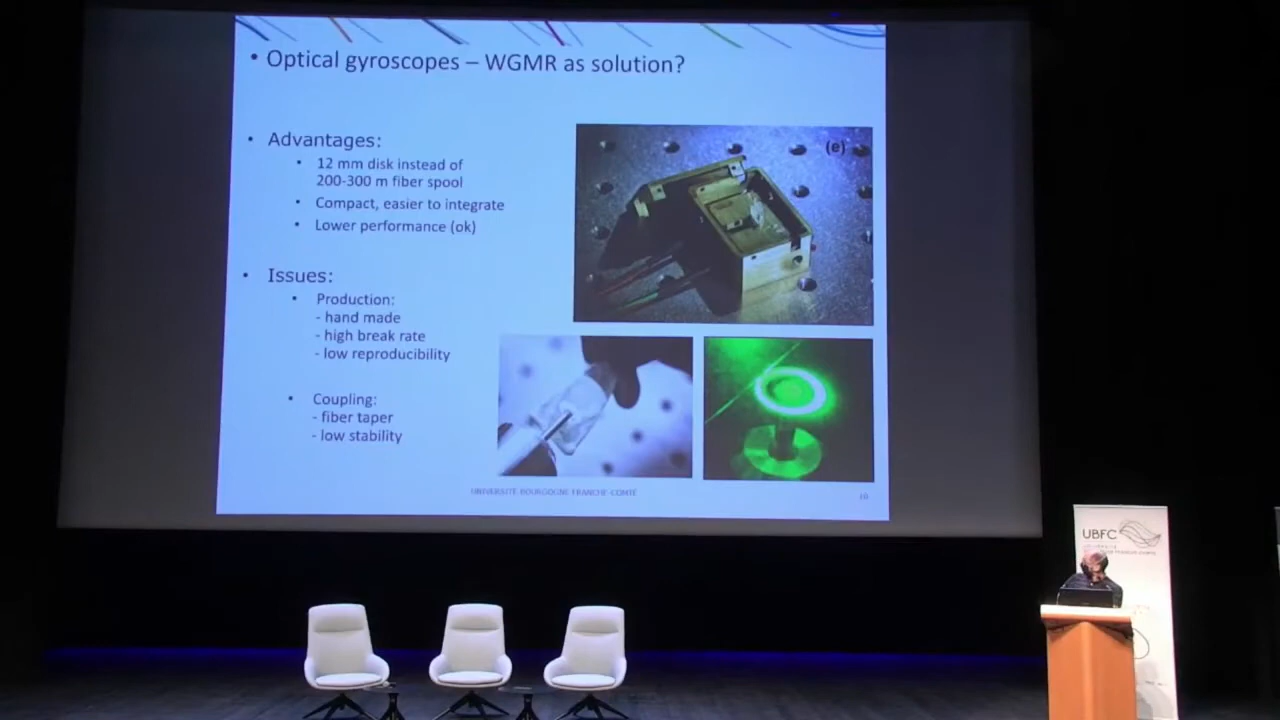 • Optical gyroscopes – WGMR as solution?
• Advantages:
• 12 mm disk instead of
200-300 m fiber spool
• Compact, easier to integrate
• Lower performance (ok)
• Issues:
• Production:
- hand made
- high break rate
- low reproducibility
• Coupling:
- fiber taper
- low stability
(e)
UNIVERSITE BOURGOGNE FRANCHE-COMTE
UBFC